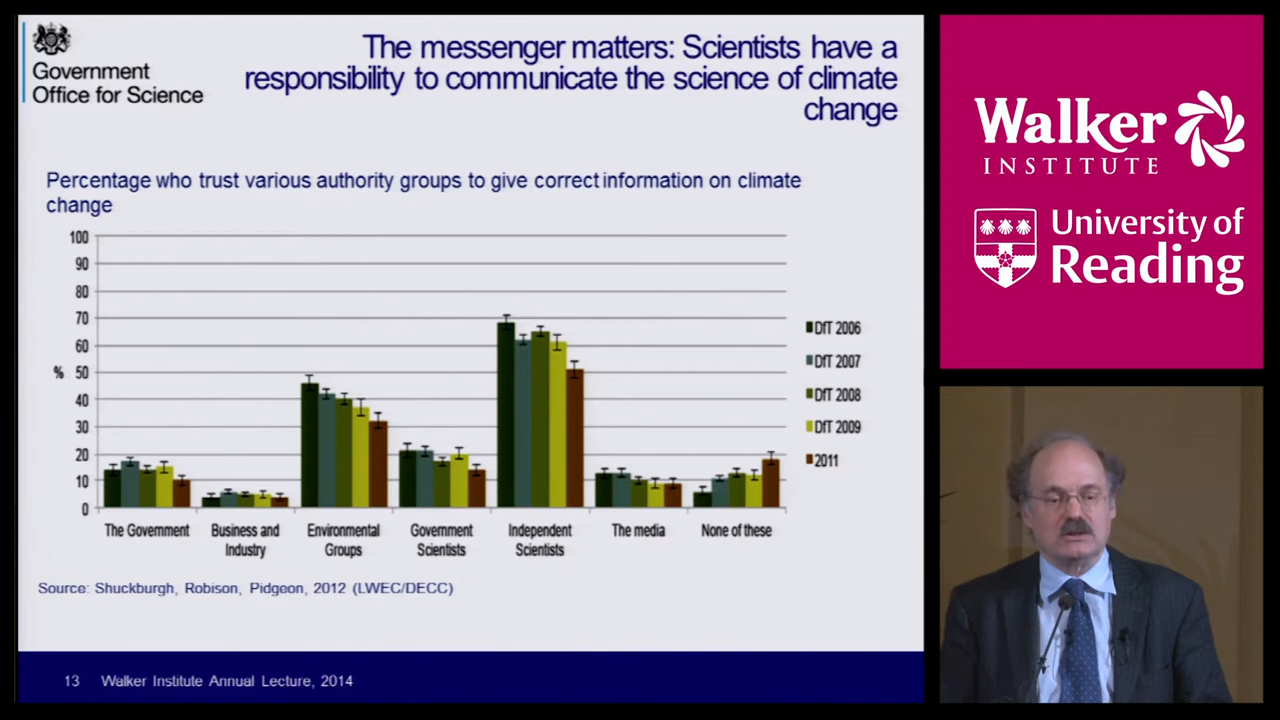 Government
Office for Science
The messenger matters: Scientists have a
responsibility to communicate the science of climate
change
Percentage who trust various authority groups to give correct information on climate
change
100
90
80
70
60
% 50
40
30
20
10
0
The Government
Business and
Industry
Environmental
Groups
Government
Scientists
Independent
Scientists
The media
None of these
DfT 2006
DfT 2007
DfT 2008
DfT 2009
2011
Source: Shuckburgh, Robison, Pidgeon, 2012 (LWEC/DECC)
13 Walker Institute Annual Lecture, 2014
Walker
INSTITUTE
University of
Reading